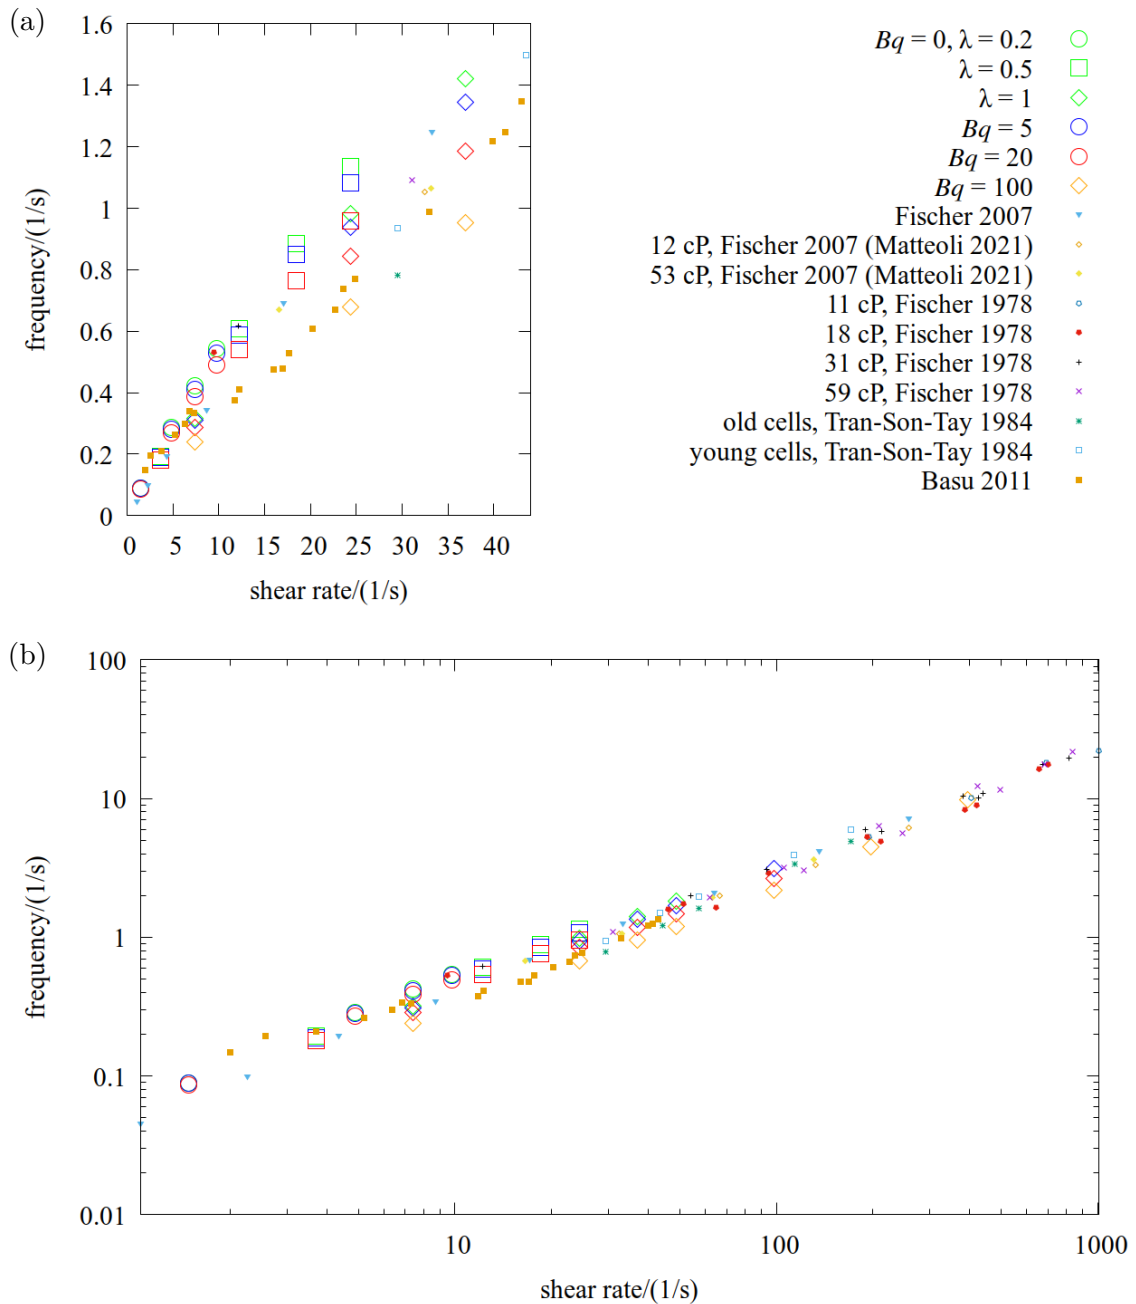 (a)
1.6
1.4
1.2
1
0.8
0.6
0.4
0.2
0
frequency/(1/s)
0 5 10 15 20 25 30 35 40
shear rate/(1/s)
Bq = 0, λ = 0.2
λ = 0.5
λ = 1
Bq = 5
Bq = 20
Bq = 100
Fischer 2007
12 cP, Fischer 2007 (Matteoli 2021)
53 cP, Fischer 2007 (Matteoli 2021)
11 cP, Fischer 1978
18 cP, Fischer 1978
31 cP, Fischer 1978
59 cP, Fischer 1978
old cells, Tran-Son-Tay 1984
young cells, Tran-Son-Tay 1984
Basu 2011
(b)
100
10
1
0.1
0.01
frequency/(1/s)
10 100 1000
shear rate/(1/s)